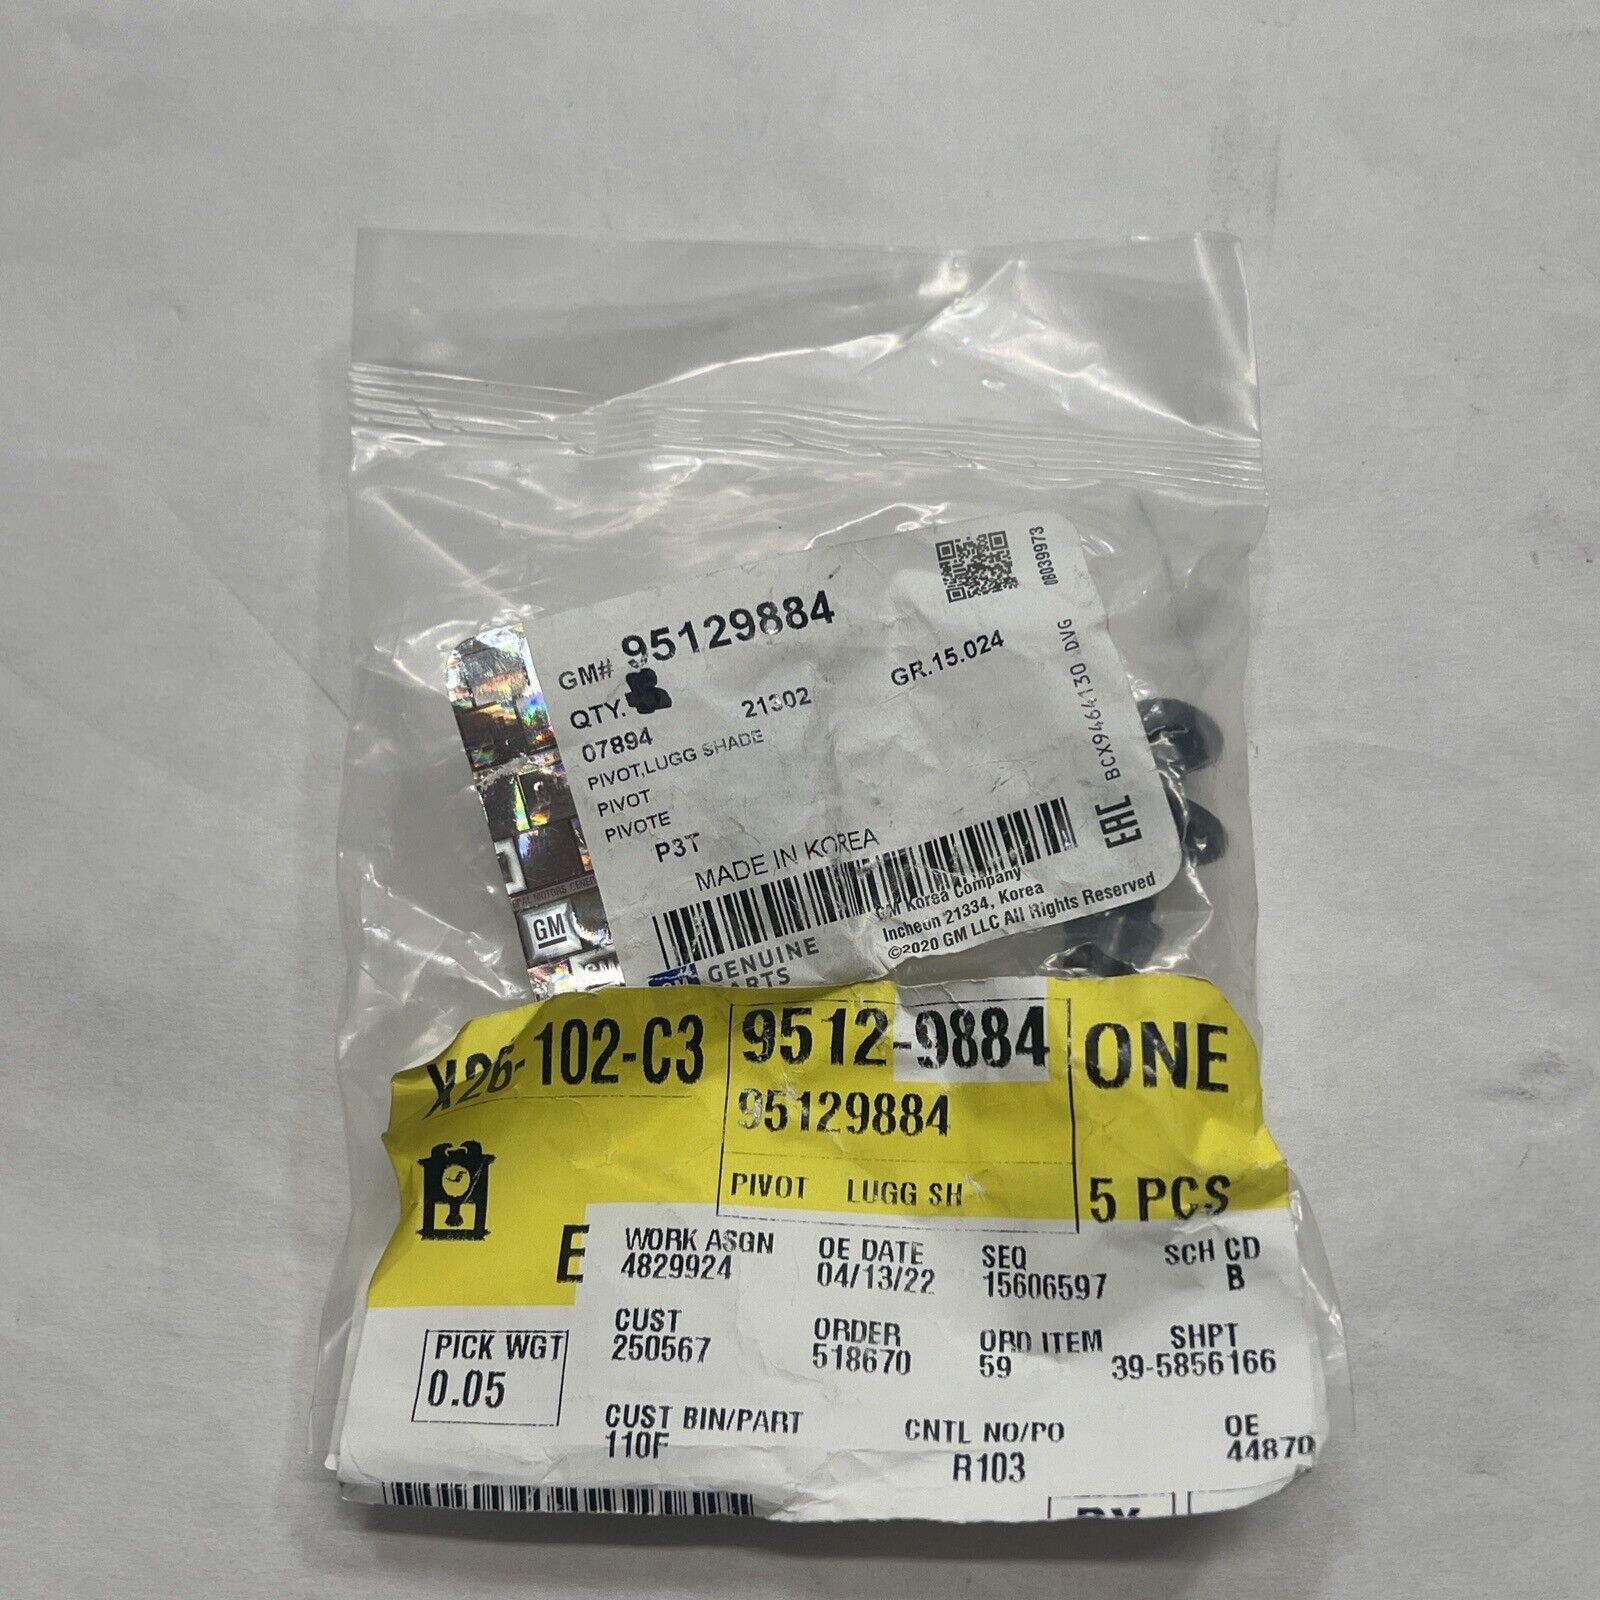 GM# 95129884
QTY.
07894 21302 GR.15.024
PIVOT,LUGG SHADE
PIVOT
PIVOTE
P3T
MADE IN KOREA
GM Korea Company
Incheon 21334, Korea
©2020 GM LLC All Rights Reserved
GENUINE
PARTS
08039973
BCX9464130 DVG
EAC
GM
X26-102-C3
9512-9884
95129884
PIVOT LUGG SH
ONE
5 PCS
E
WORK ASGN
4829924
OE DATE
04/13/22
SEQ
15606597
SCH CD
B
PICK WGT
0.05
CUST
250567
ORDER
518670
ORD ITEM
59
SHPT
39-5856166
CUST BIN/PART
110F
CNTL NO/PO
R103
OE
44870